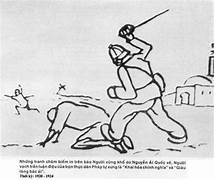 Những tranh châm biếm in trên báo Người cùng khổ do Nguyễn Ái Quốc vẽ, Người
vạch trần luận điệu của bọn thực dân Pháp tự xưng là "Khai hóa chính nghĩa" và "Giàu
lòng bác ái".
Thời kỳ: 1920 - 1924